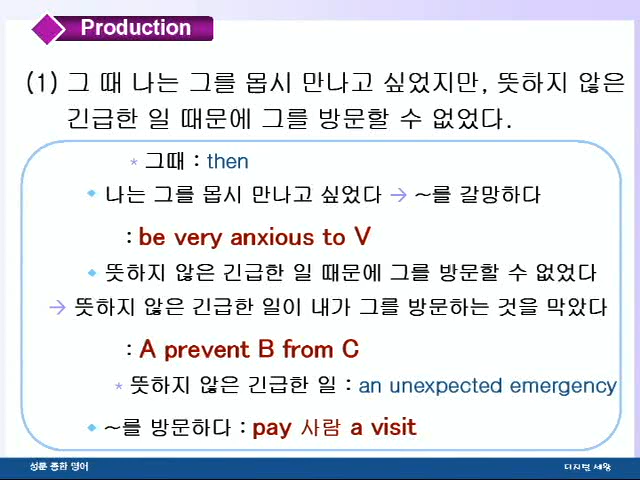 Production
(1) 그 때 나는 그를 몹시 만나고 싶었지만, 뜻하지 않은
긴급한 일 때문에 그를 방문할 수 없었다.
* 그때 : then
나는 그를 몹시 만나고 싶었다 → ~를 갈망하다
: be very anxious to V
뜻하지 않은 긴급한 일 때문에 그를 방문할 수 없었다
→ 뜻하지 않은 긴급한 일이 내가 그를 방문하는 것을 막았다
: A prevent B from C
* 뜻하지 않은 긴급한 일 : an unexpected emergency
~를 방문하다 : pay 사람 a visit
성문 종합 영어
디지털 세왕